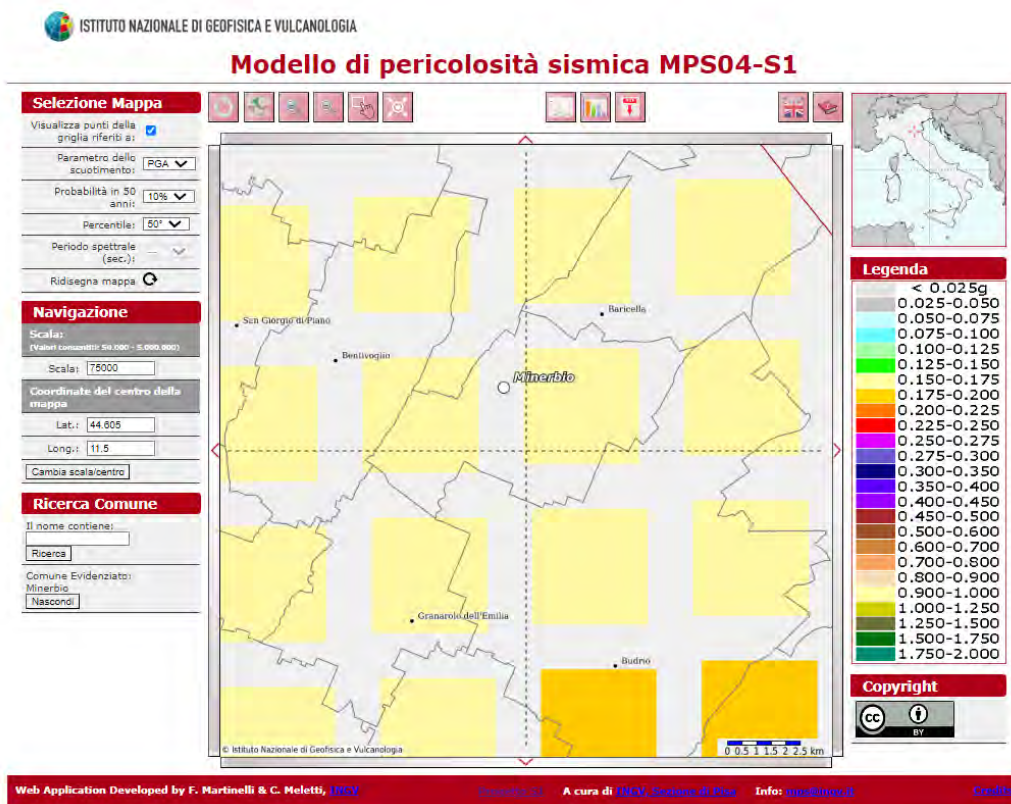 ISTITUTO NAZIONALE DI GEOFISICA E VULCANOLOGIA
Modello di pericolosità sismica MPS04-S1
Selezione Mappa
Visualizza punti della
griglia riferiti a:
Parametro dello
scuotimento:
PGA
Probabilità in 50
anni:
10%
Percentile:
50°
Periodo spettrale
(sec.):
Ridisegna mappa
Navigazione
Scala:
(Valori consentiti: 50.000 - 5.000.000)
Scala: 75000
Coordinate del centro della
mappa
Lat.: 44.605
Long.: 11.5
Cambia scala/centro
Ricerca Comune
Il nome contiene:
Ricerca
Comune Evidenziato:
Minerbio
Nascondi
San Giorgio di Piano
Bentivoglio
Baricella
Minerbio
Granarolo dell'Emilia
Budrio
© Istituto Nazionale di Geofisica e Vulcanologia
0 0.5 1 1.5 2 2.5 km
Legenda
< 0.025g
0.025-0.050
0.050-0.075
0.075-0.100
0.100-0.125
0.125-0.150
0.150-0.175
0.175-0.200
0.200-0.225
0.225-0.250
0.250-0.275
0.275-0.300
0.300-0.350
0.350-0.400
0.400-0.450
0.450-0.500
0.500-0.600
0.600-0.700
0.700-0.800
0.800-0.900
0.900-1.000
1.000-1.250
1.250-1.500
1.500-1.750
1.750-2.000
Copyright
cc
BY
Web Application Developed by F. Martinelli & C. Meletti, INGV
A cura di INGV, Sezione di Pisa
Info: